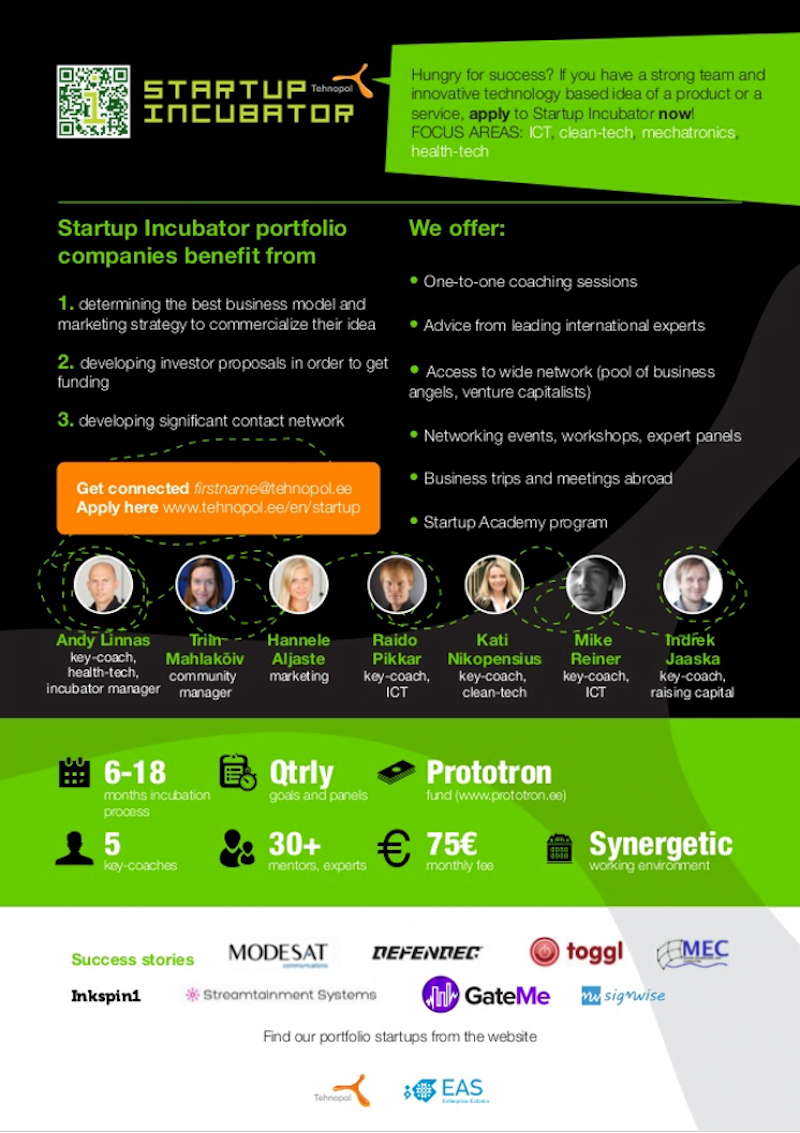 STARTUP
INCUBATOR
Tehnopol
Hungry for success? If you have a strong team and
innovative technology based idea of a product or a
service, apply to Startup Incubator now!
FOCUS AREAS: ICT, clean-tech, mechatronics,
health-tech
Startup Incubator portfolio
companies benefit from
1. determining the best business model and
marketing strategy to commercialize their idea
2. developing investor proposals in order to get
funding
3. developing significant contact network
Get connected firstname@tehnopol.ee
Apply here www.tehnopol.ee/en/startup
We offer:
• One-to-one coaching sessions
• Advice from leading international experts
• Access to wide network (pool of business
angels, venture capitalists)
• Networking events, workshops, expert panels
• Business trips and meetings abroad
• Startup Academy program
Andy Linnas
key-coach,
health-tech,
incubator manager
Triin
Mahlakõiv
community
manager
Hannele
Aljaste
marketing
Raido
Pikkar
key-coach,
ICT
Kati
Nikopensius
key-coach,
clean-tech
Mike
Reiner
key-coach,
ICT
Indrek
Jaaska
key-coach,
raising capital
6-18
months incubation
process
Qtrly
goals and panels
Prototron
fund (www.prototron.ee)
5
key-coaches
30+
mentors, experts
75€
monthly fee
Synergetic
working environment
Success stories
MODESAT
communications
DEFENDEC
toggl
MEC
Inkspin1
Streamtainment Systems
GateMe
signwise
Find our portfolio startups from the website
Tehnopol
EAS
Enterprise Estonia